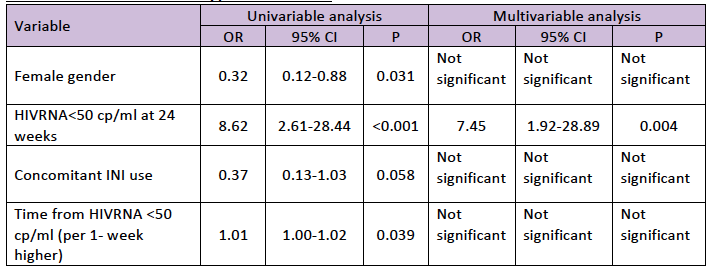 Variable Univariable analysis Multivariable analysis
OR 95% CI P OR 95% CI P
Female gender 0.32 0.12-0.88 0.031 Not significant Not significant Not significant
HIVRNA<50 cp/ml at 24 weeks 8.62 2.61-28.44 <0.001 7.45 1.92-28.89 0.004
Concomitant INI use 0.37 0.13-1.03 0.058 Not significant Not significant Not significant
Time from HIVRNA <50 cp/ml (per 1- week higher) 1.01 1.00-1.02 0.039 Not significant Not significant Not significant